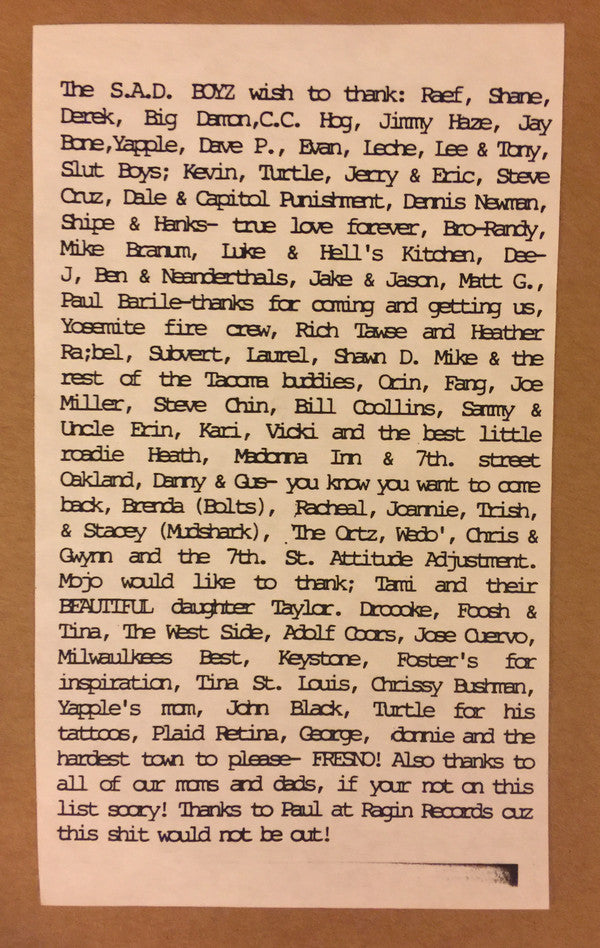 The S.A.D. BOYZ wish to thank: Raef, Shane,
Derek, Big Damon,C.C. Hog, Jimmy Haze, Jay
Bone,Yapple, Dave P., Evan, Leche, Lee & Tony,
Slut Boys; Kevin, Turtle, Jerry & Eric, Steve
Cruz, Dale & Capitol Punishment, Dennis Newman,
Shipe & Hanks- true love forever, Bro-Randy,
Mike Branum, Luke & Hell's Kitchen, Dee-
J, Ben & Neanderthals, Jake & Jason, Matt G.,
Paul Barile-thanks for coming and getting us,
Yosemite fire crew, Rich Tawse and Heather
Ra;bel, Subvert, Laurel, Shawn D. Mike & the
rest of the Tacoma buddies, Orin, Fang, Joe
Miller, Steve Chin, Bill Coollins, Sammy &
Uncle Erin, Kari, Vicki and the best little
roadie Heath, Madonna Inn & 7th. street
Oakland, Danny & Gus- you know you want to come
back, Brenda (Bolts), Racheal, Joannie, Trish,
& Stacey (Mudshark), 'The Ortz, Wedo', Chris &
Gwynn and the 7th. St. Attitude Adjustment.
Mojo would like to thank; Tami and their
BEAUTIFUL daughter Taylor. Droooke, Foosh &
Tina, The West Side, Adolf Coors, Jose Cuervo,
Milwaulkees Best, Keystone, Foster's for
inspiration, Tina St. Louis, Chrissy Bushman,
Yapple's mom, John Black, Turtle for his
tattoos, Plaid Retina, George, donnie and the
hardest town to please- FRESNO! Also thanks to
all of our moms and dads, if your not on this
list soory! Thanks to Paul at Ragin Records cuz
this shit would not be out!